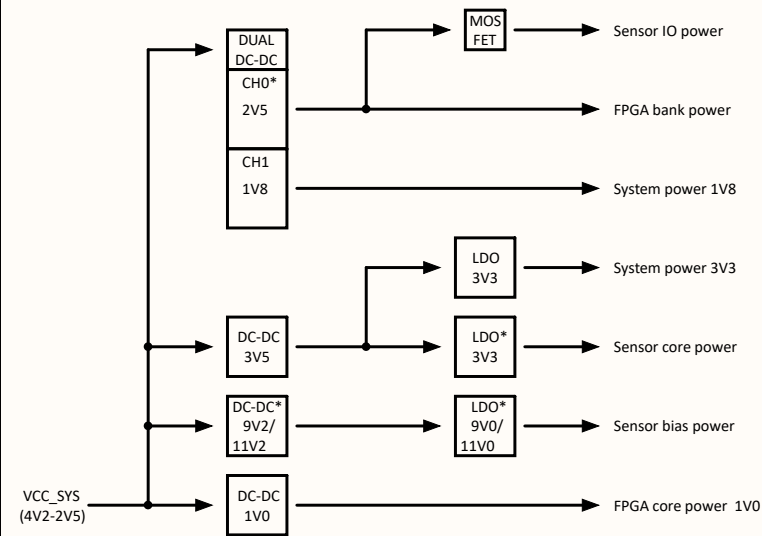 MOS
FET
Sensor IO power
DUAL
DC-DC
CH0*
2V5
FPGA bank power
CH1
1V8
System power 1V8
LDO
3V3
System power 3V3
DC-DC
3V5
LDO*
3V3
Sensor core power
DC-DC*
9V2/
11V2
LDO*
9V0/
11V0
Sensor bias power
VCC_SYS
(4V2-2V5)
DC-DC
1V0
FPGA core power 1V0